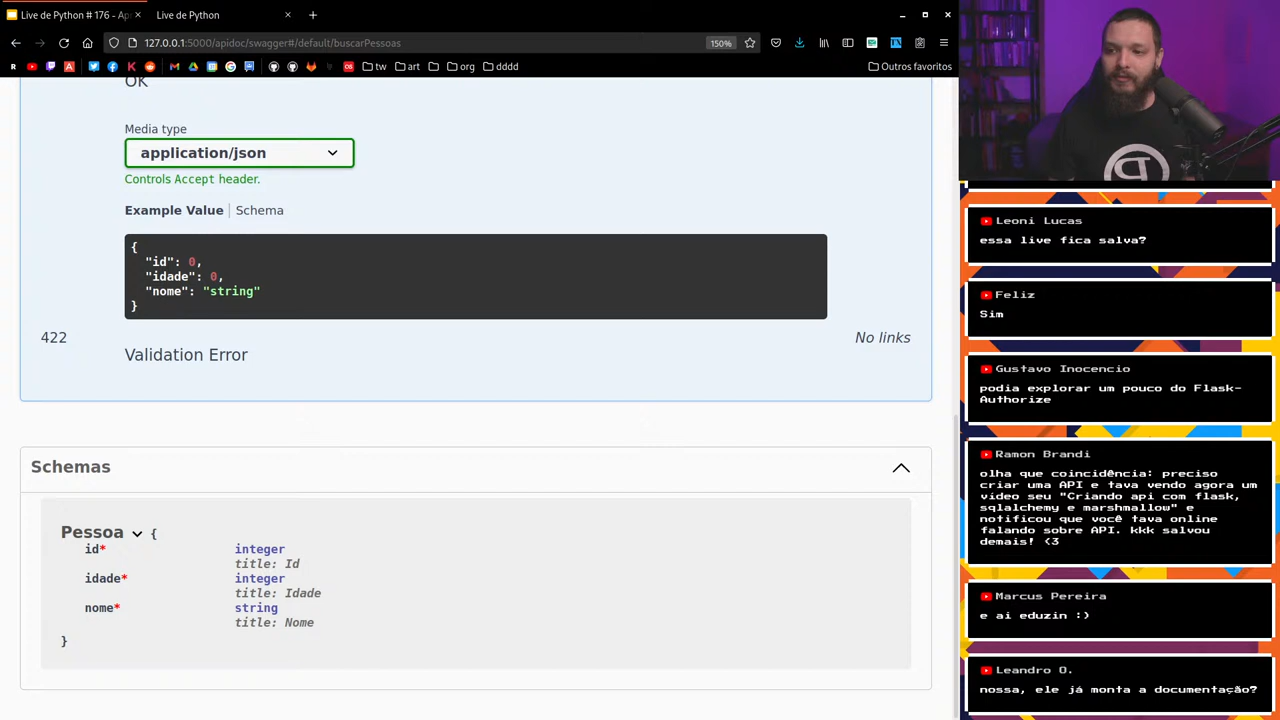 Live de Python # 176 - Ap
Live de Python
127.0.0.1:5000/apidoc/swagger#/default/buscarPessoas
150%
tw
art
org
dddd
Outros favoritos
OK
Media type
application/json
Controls Accept header.
Example Value
Schema
{
"id": 0,
"idade": 0,
"nome": "string"
}
422
Validation Error
No links
Schemas
Pessoa {
id* integer
title: Id
idade* integer
title: Idade
nome* string
title: Nome
}
Leoni Lucas
essa live fica salva?
Feliz
Sim
Gustavo Inocencio
podia explorar um pouco do Flask-
Authorize
Ramon Brandi
olha que coincidência: preciso
criar uma API e tava vendo agora um
video seu "Criando api com flask,
sqlalchemy e marshmallow" e
notificou que você tava online
falando sobre API. kkk salvou
demais! <3
Marcus Pereira
e ai eduzin :)
Leandro O.
nossa, ele já monta a documentação?